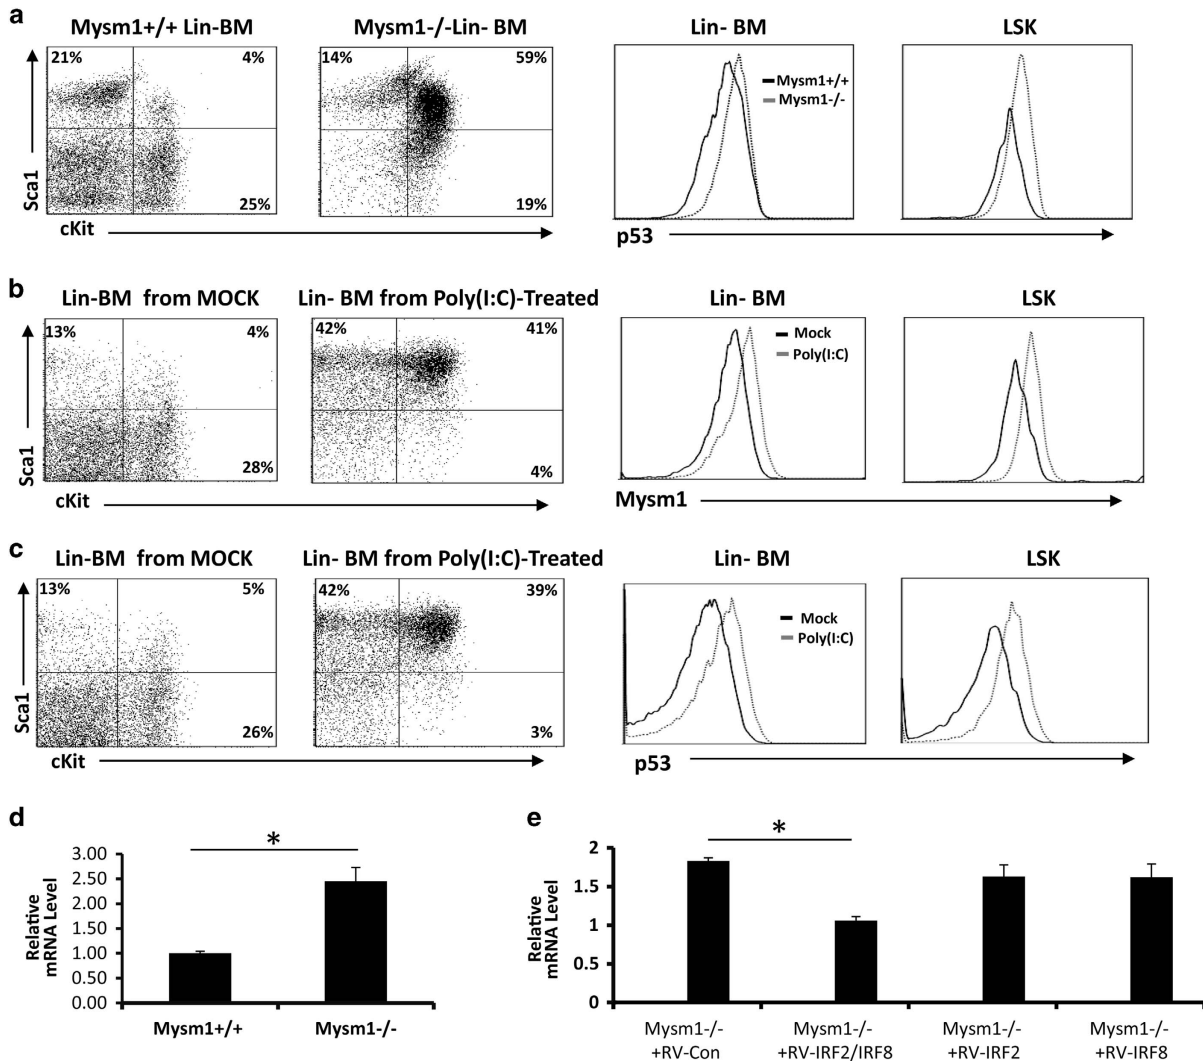 a
Mysm1+/+ Lin-BM
Mysm1-/-Lin- BM
Lin- BM
LSK
21%
4%
25%
14%
59%
19%
Mysm1+/+
Mysm1-/-
Sca1
cKit
p53
b
Lin-BM from MOCK
Lin- BM from Poly(I:C)-Treated
Lin- BM
LSK
13%
4%
28%
42%
41%
4%
Mock
Poly(I:C)
Sca1
cKit
Mysm1
c
Lin-BM from MOCK
Lin- BM from Poly(I:C)-Treated
Lin- BM
LSK
13%
5%
26%
42%
39%
3%
Mock
Poly(I:C)
Sca1
cKit
p53
d
*
Relative
mRNA Level
3.00
2.50
2.00
1.50
1.00
0.50
0.00
Mysm1+/+
Mysm1-/-
e
*
Relative
mRNA Level
2
1.5
1
0.5
0
Mysm1-/-
+RV-Con
Mysm1-/-
+RV-IRF2/IRF8
Mysm1-/-
+RV-IRF2
Mysm1-/-
+RV-IRF8